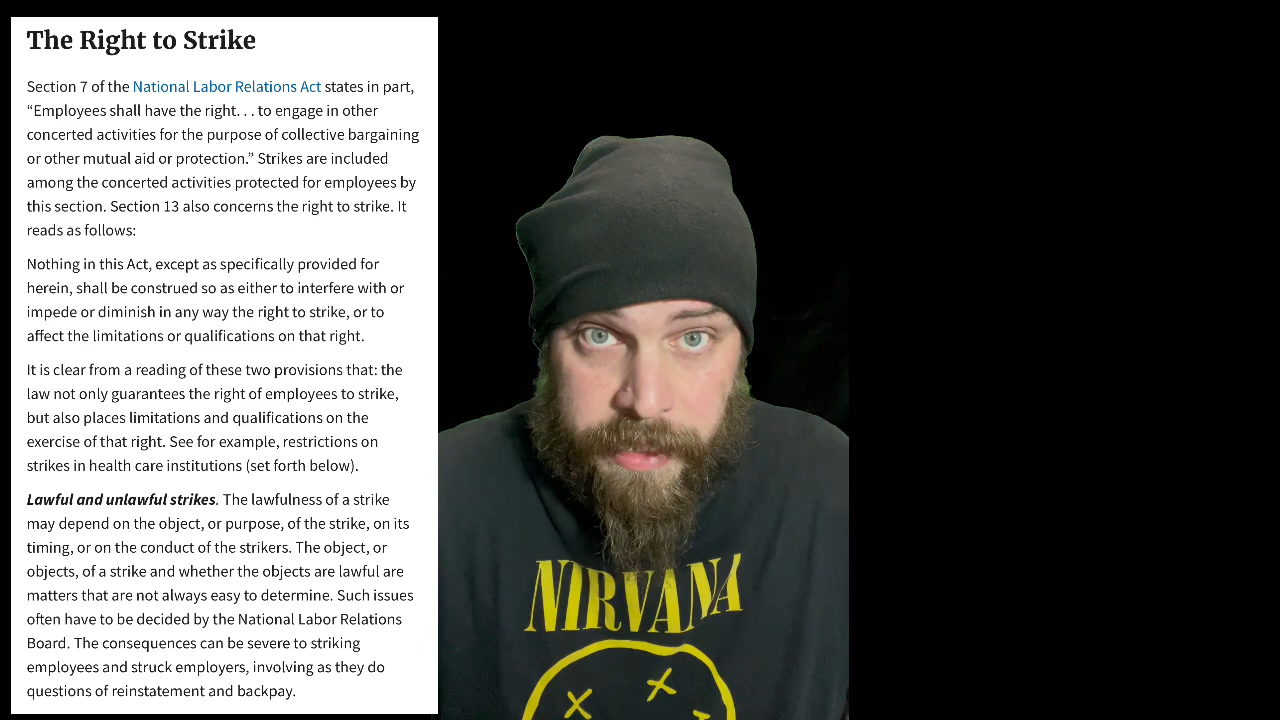 The Right to Strike
Section 7 of the National Labor Relations Act states in part,
“Employees shall have the right. . . to engage in other
concerted activities for the purpose of collective bargaining
or other mutual aid or protection.” Strikes are included
among the concerted activities protected for employees by
this section. Section 13 also concerns the right to strike. It
reads as follows:
Nothing in this Act, except as specifically provided for
herein, shall be construed so as either to interfere with or
impede or diminish in any way the right to strike, or to
affect the limitations or qualifications on that right.
It is clear from a reading of these two provisions that: the
law not only guarantees the right of employees to strike,
but also places limitations and qualifications on the
exercise of that right. See for example, restrictions on
strikes in health care institutions (set forth below).
Lawful and unlawful strikes. The lawfulness of a strike
may depend on the object, or purpose, of the strike, on its
timing, or on the conduct of the strikers. The object, or
objects, of a strike and whether the objects are lawful are
matters that are not always easy to determine. Such issues
often have to be decided by the National Labor Relations
Board. The consequences can be severe to striking
employees and struck employers, involving as they do
questions of reinstatement and backpay.
NIRVANA